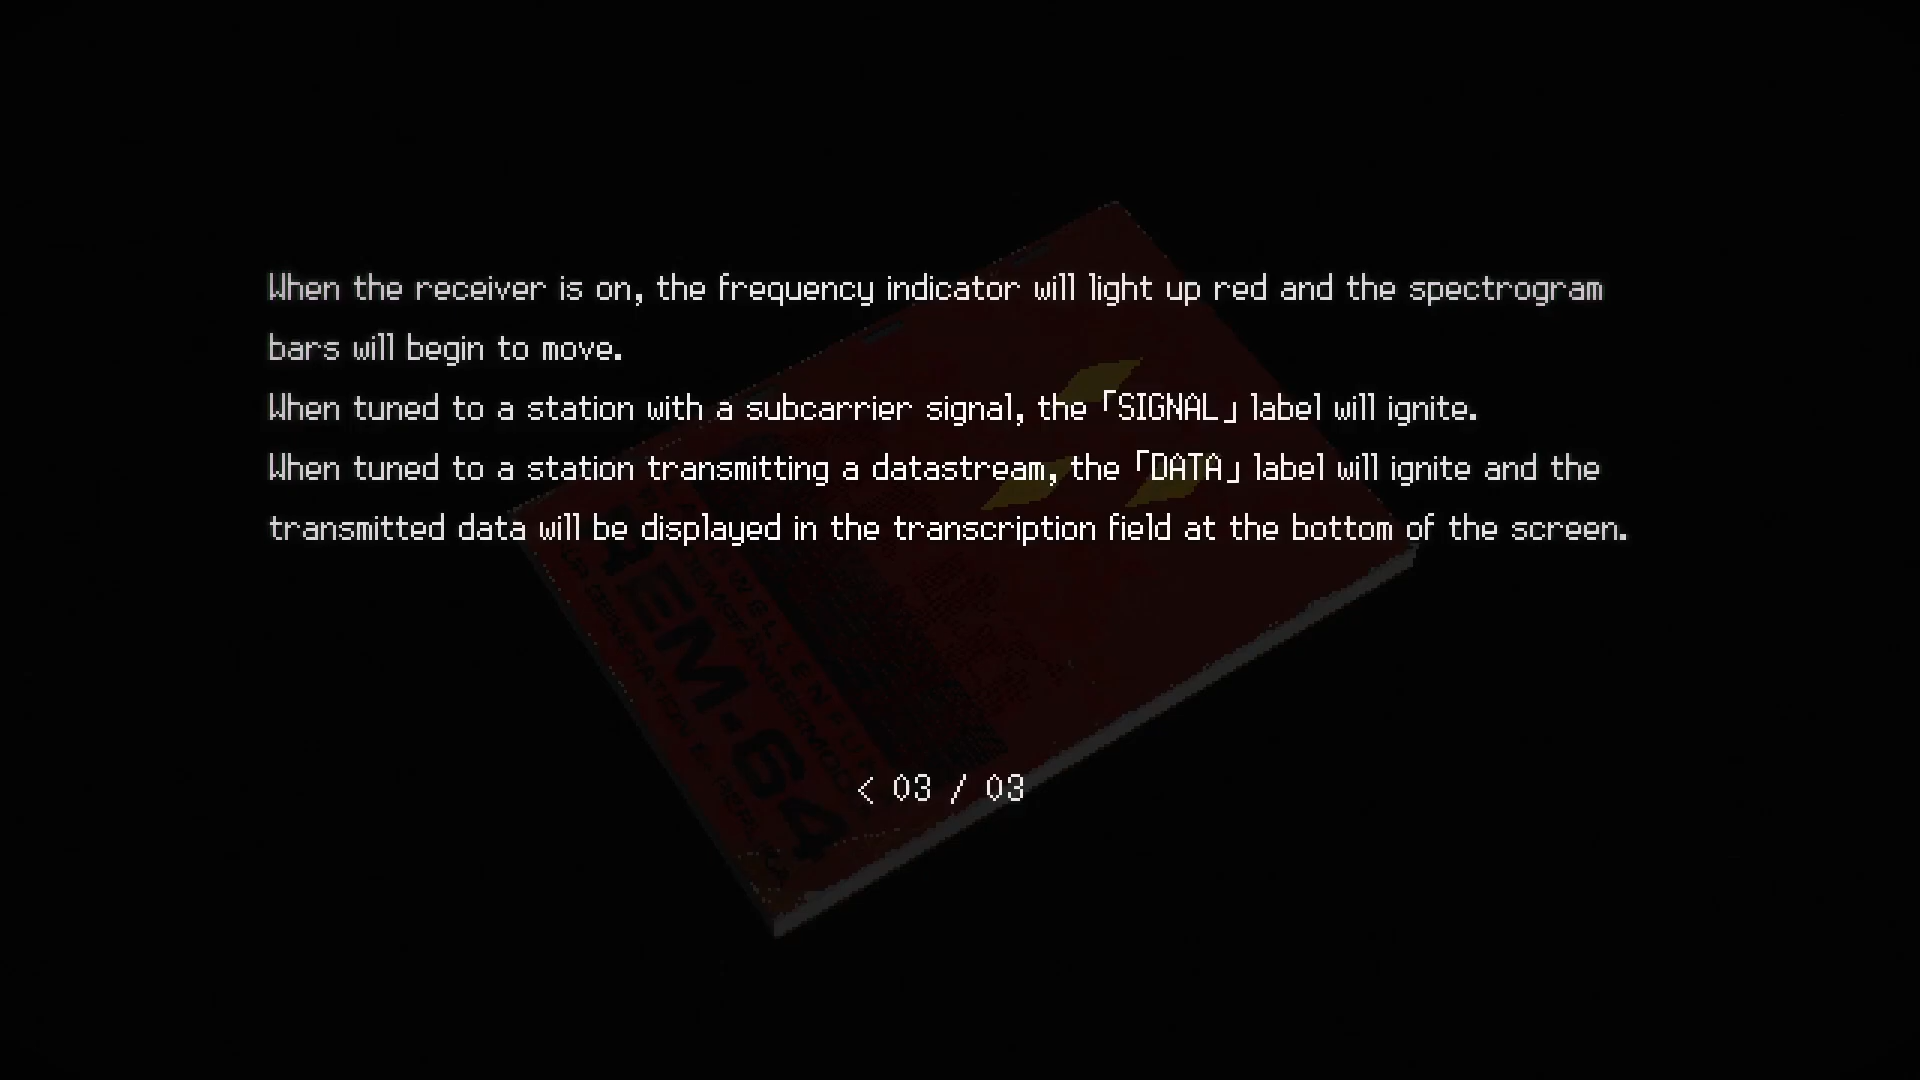 When the receiver is on, the frequency indicator will light up red and the spectrogram
bars will begin to move.
When tuned to a station with a subcarrier signal, the「SIGNAL」label will ignite.
When tuned to a station transmitting a datastream, the「DATA」label will ignite and the
transmitted data will be displayed in the transcription field at the bottom of the screen.
< 03 / 03